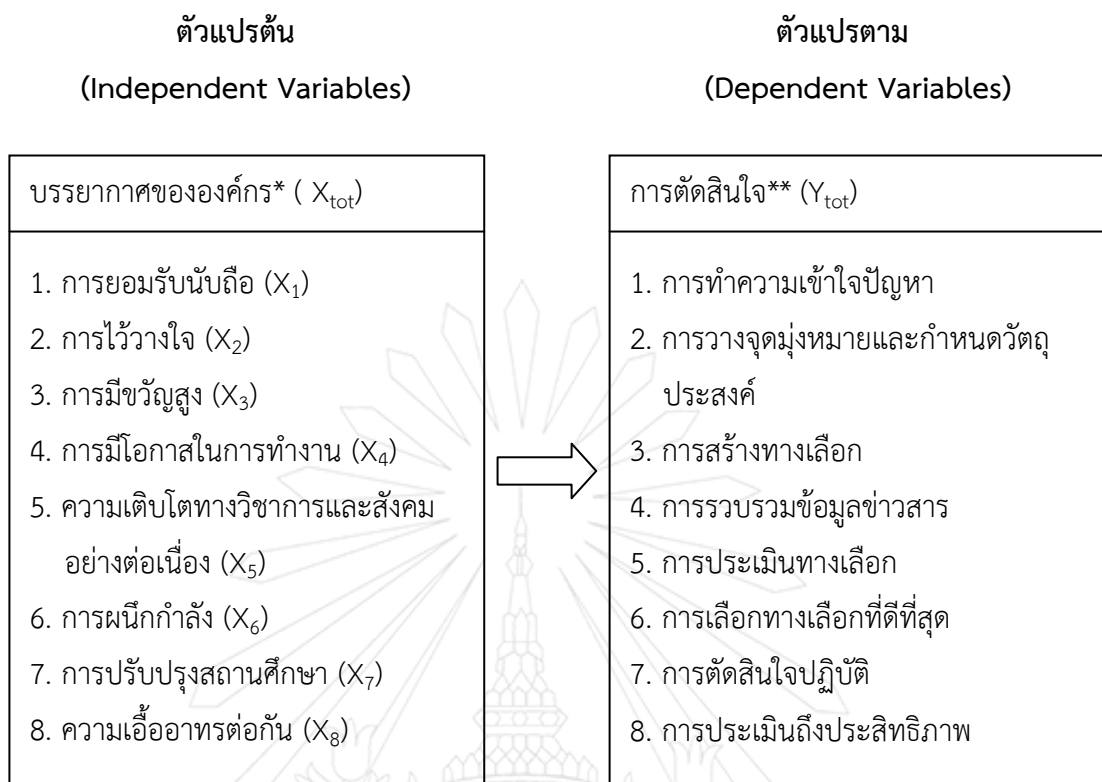 ตัวแปรต้น
(Independent Variables)
บรรยากาศขององค์กร* ( Xtot)
1. การยอมรับนับถือ (X1)
2. การไว้วางใจ (X2)
3. การมีขวัญสูง (X3)
4. การมีโอกาสในการทำงาน (X4)
5. ความเติบโตทางวิชาการและสังคม
อย่างต่อเนื่อง (X5)
6. การผนึกกำลัง (X6)
7. การปรับปรุงสถานศึกษา (X7)
8. ความเอื้ออาทรต่อกัน (X8)
ตัวแปรตาม
(Dependent Variables)
การตัดสินใจ** (Ytot)
1. การทำความเข้าใจปัญหา
2. การวางจุดมุ่งหมายและกำหนดวัตถุ
ประสงค์
3. การสร้างทางเลือก
4. การรวบรวมข้อมูลข่าวสาร
5. การประเมินทางเลือก
6. การเลือกทางเลือกที่ดีที่สุด
7. การตัดสินใจปฏิบัติ
8. การประเมินถึงประสิทธิภาพ